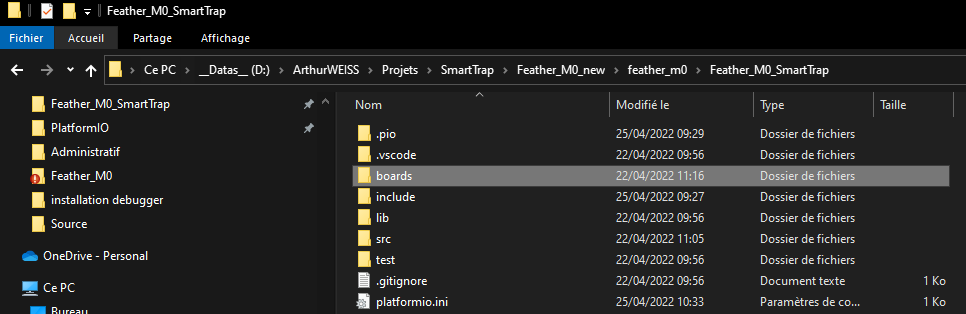 Feather_M0_SmartTrap
Fichier Accueil Partage Affichage
Ce PC > __Datas__ (D:) > ArthurWEISS > Projets > SmartTrap > Feather_M0_new > feather_m0 > Feather_M0_SmartTrap
Feather_M0_SmartTrap
PlatformIO
Administratif
Feather_M0
installation debugger
Source
OneDrive - Personal
Ce PC
Bureau
Nom Modifié le Type Taille
.pio 25/04/2022 09:29 Dossier de fichiers
.vscode 22/04/2022 09:56 Dossier de fichiers
boards 22/04/2022 11:16 Dossier de fichiers
include 25/04/2022 09:27 Dossier de fichiers
lib 22/04/2022 09:56 Dossier de fichiers
src 22/04/2022 11:05 Dossier de fichiers
test 22/04/2022 09:56 Dossier de fichiers
.gitignore 22/04/2022 09:56 Document texte 1 Ko
platformio.ini 25/04/2022 10:33 Paramètres de co... 1 Ko